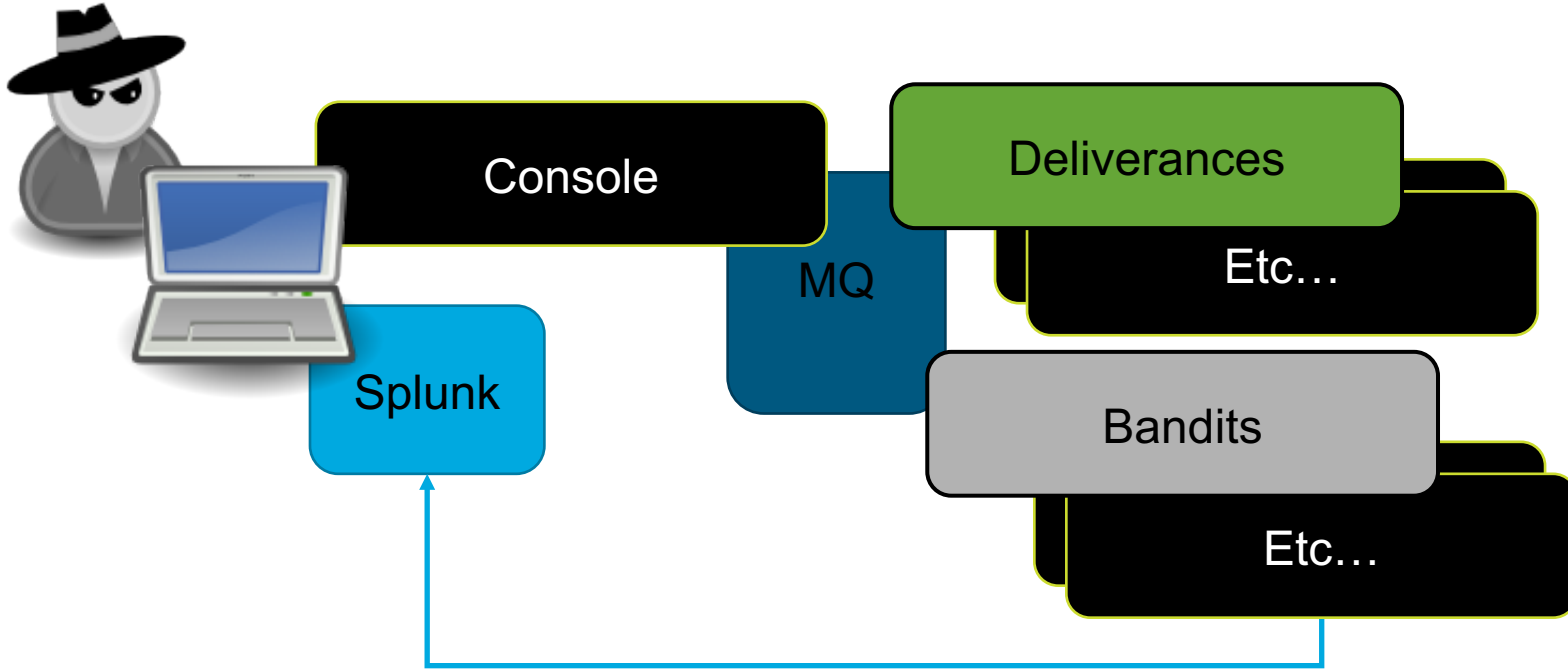 Console
Deliverances
Etc…
MQ
Splunk
Bandits
Etc…